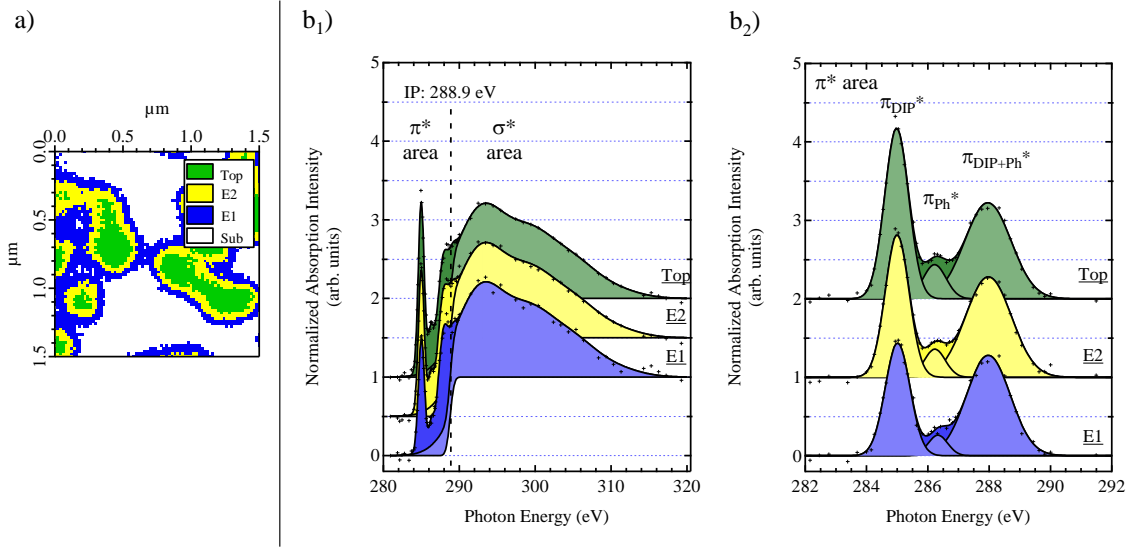 a)
µm
0.0 0.5 1.0 1.5
0.0
0.5
1.0
1.5
µm
Top
E2
E1
Sub
b1)
5
4
3
2
1
0
Normalized Absorption Intensity
(arb. units)
IP: 288.9 eV
π* σ*
area area
Top
E2
E1
280 290 300 310 320
Photon Energy (eV)
b2)
5
4
3
2
1
0
Normalized Absorption Intensity
(arb. units)
π* area
πDIP*
πDIP+Ph*
πPh*
Top
E2
E1
282 284 286 288 290 292
Photon Energy (eV)